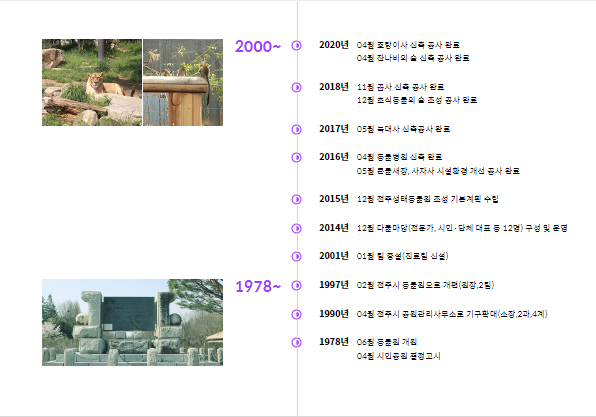 2000~
2020년 04월 호랑이사 신축 공사 완료
04월 잔나비의 숲 신축 공사 완료
2018년 11월 곰사 신축 공사 완료
12월 초식동물의 숲 조성 공사 완료
2017년 05월 늑대사 신축공사 완료
2016년 04월 동물병원 신축 완료
05월 큰물새장, 사자사 시설환경 개선 공사 완료
2015년 12월 전주생태동물원 조성 기본계획 수립
2014년 12월 다울마당(전문가, 시민·단체 대표 등 12명) 구성 및 운영
2001년 01월 팀 증설(진료팀 신설)
1978~
1997년 02월 전주시 동물원으로 개편(원장,2팀)
1990년 04월 전주시 공원관리사무소로 기구확대(소장,2과,4계)
1978년 06월 동물원 개원
04월 시민공원 결정고시